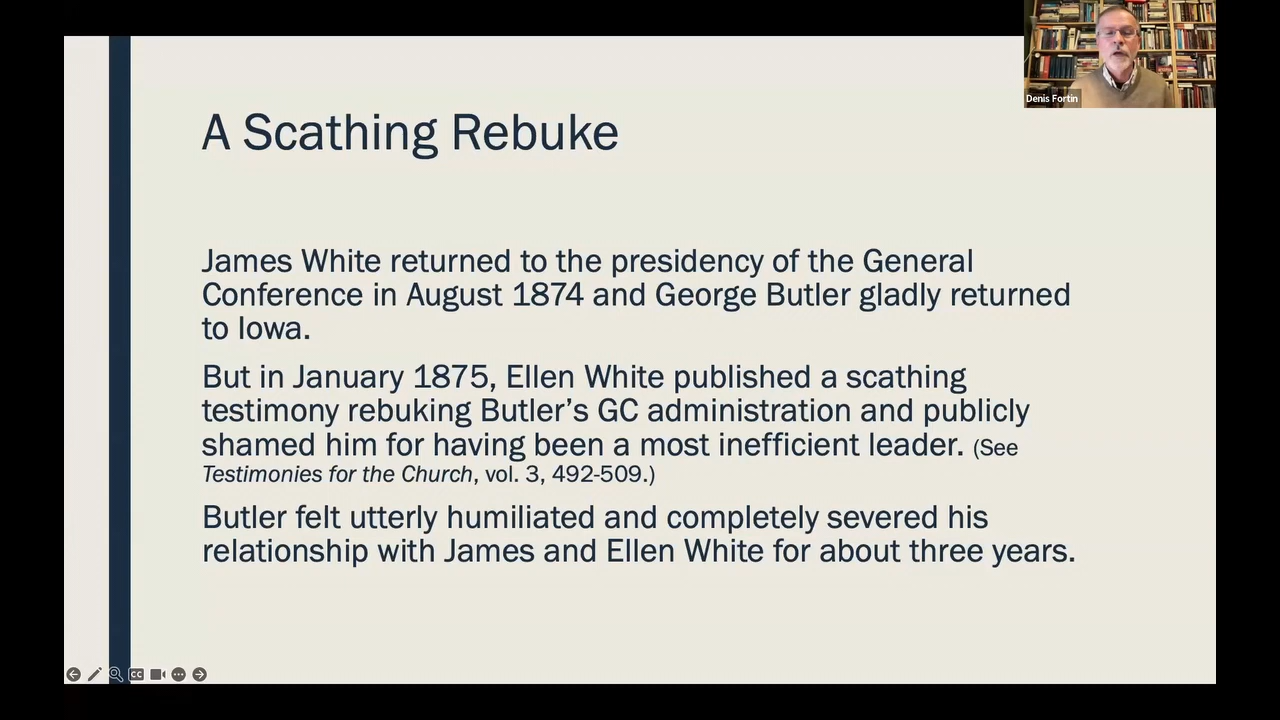 Denis Fortin
A Scathing Rebuke
James White returned to the presidency of the General
Conference in August 1874 and George Butler gladly returned
to Iowa.
But in January 1875, Ellen White published a scathing
testimony rebuking Butler’s GC administration and publicly
shamed him for having been a most inefficient leader. (See
Testimonies for the Church, vol. 3, 492-509.)
Butler felt utterly humiliated and completely severed his
relationship with James and Ellen White for about three years.
CC